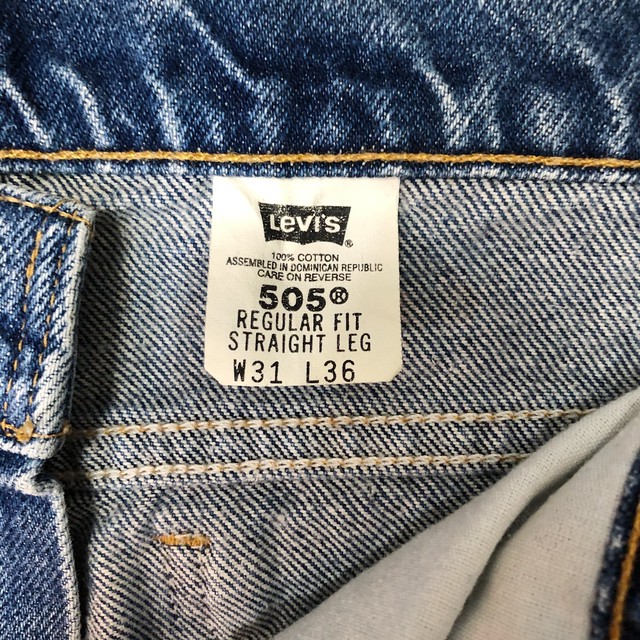 Levi's ®
100% COTTON
ASSEMBLED IN DOMINICAN REPUBLIC
CARE ON REVERSE
505®
REGULAR FIT
STRAIGHT LEG
W31 L36